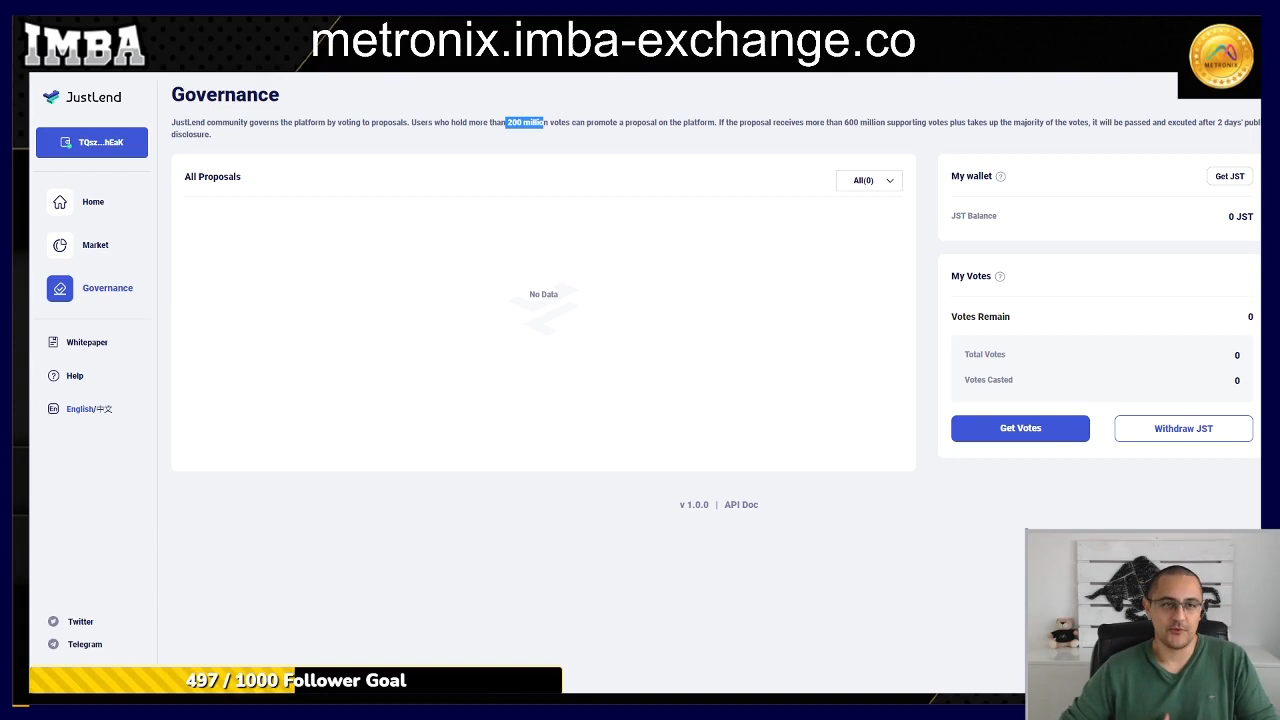 IMBA
metronix.imba-exchange.co
METRONIX
JustLend
TQsz...hEaK
Home
Market
Governance
Whitepaper
Help
English/中文
Twitter
Telegram
Governance
JustLend community governs the platform by voting to proposals. Users who hold more than 200 million votes can promote a proposal on the platform. If the proposal receives more than 600 million supporting votes plus takes up the majority of the votes, it will be passed and excuted after 2 days' publ
disclosure.
All Proposals
All(0)
No Data
My wallet ?
Get JST
JST Balance
0 JST
My Votes ?
Votes Remain
0
Total Votes
0
Votes Casted
0
Get Votes
Withdraw JST
v 1.0.0 | API Doc
497 / 1000 Follower Goal